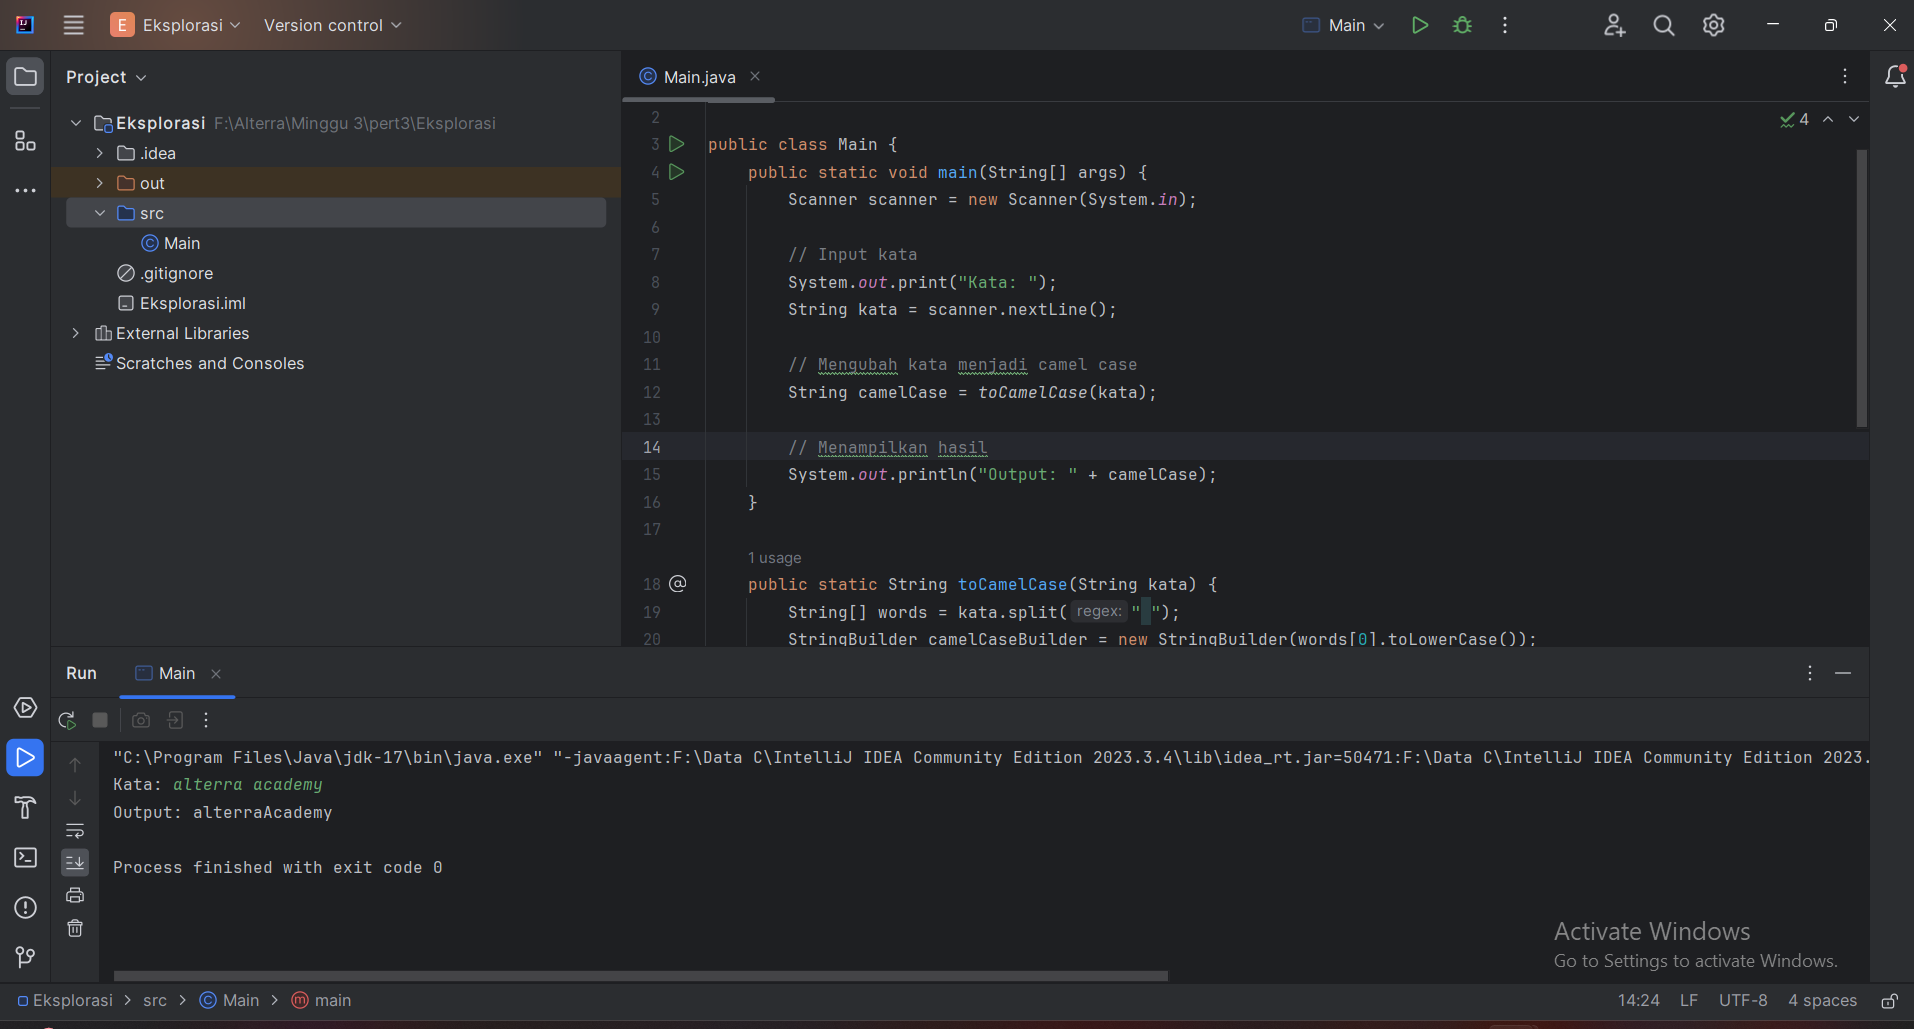 E Eksplorasi Version control Main
Project
Eksplorasi F:\Alterra\Minggu 3\pert3\Eksplorasi
.idea
out
src
Main
.gitignore
Eksplorasi.iml
External Libraries
Scratches and Consoles
Main.java
4
2
3 public class Main {
4 public static void main(String[] args) {
5 Scanner scanner = new Scanner(System.in);
6
7 // Input kata
8 System.out.print("Kata: ");
9 String kata = scanner.nextLine();
10
11 // Mengubah kata menjadi camel case
12 String camelCase = toCamelCase(kata);
13
14 // Menampilkan hasil
15 System.out.println("Output: " + camelCase);
16 }
17
1 usage
18 @ public static String toCamelCase(String kata) {
19 String[] words = kata.split( regex: " ");
20 StringBuilder camelCaseBuilder = new StringBuilder(words[0].toLowerCase());
Run Main
"C:\Program Files\Java\jdk-17\bin\java.exe" "-javaagent:F:\Data C\IntelliJ IDEA Community Edition 2023.3.4\lib\idea_rt.jar=50471:F:\Data C\IntelliJ IDEA Community Edition 2023.
Kata: alterra academy
Output: alterraAcademy
Process finished with exit code 0
Activate Windows
Go to Settings to activate Windows.
Eksplorasi > src > Main > main 14:24 LF UTF-8 4 spaces